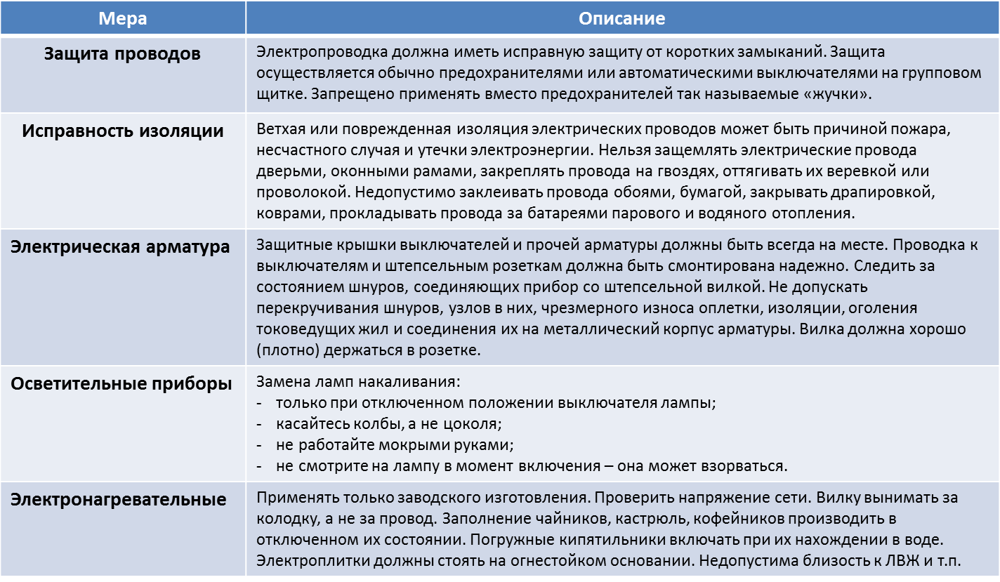 Мера
Описание
Защита проводов
Электропроводка должна иметь исправную защиту от коротких замыканий. Защита
осуществляется обычно предохранителями или автоматическими выключателями на групповом
щитке. Запрещено применять вместо предохранителей так называемые «жучки».
Исправность изоляции
Ветхая или поврежденная изоляция электрических проводов может быть причиной пожара,
несчастного случая и утечки электроэнергии. Нельзя защемлять электрические провода
дверьми, оконными рамами, закреплять провода на гвоздях, оттягивать их веревкой или
проволокой. Недопустимо заклеивать провода обоями, бумагой, закрывать драпировкой,
коврами, прокладывать провода за батареями парового и водяного отопления.
Электрическая арматура
Защитные крышки выключателей и прочей арматуры должны быть всегда на месте. Проводка к
выключателям и штепсельным розеткам должна быть смонтирована надежно. Следить за
состоянием шнуров, соединяющих прибор со штепсельной вилкой. Не допускать
перекручивания шнуров, узлов в них, чрезмерного износа оплетки, изоляции, оголения
токоведущих жил и соединения их на металлический корпус арматуры. Вилка должна хорошо
(плотно) держаться в розетке.
Осветительные приборы
Замена ламп накаливания:
- только при отключенном положении выключателя лампы;
- касайтесь колбы, а не цоколя;
- не работайте мокрыми руками;
- не смотрите на лампу в момент включения – она может взорваться.
Электронагревательные
Применять только заводского изготовления. Проверить напряжение сети. Вилку вынимать за
колодку, а не за провод. Заполнение чайников, кастрюль, кофейников производить в
отключенном их состоянии. Погружные кипятильники включать при их нахождении в воде.
Электроплитки должны стоять на огнестойком основании. Недопустима близость к ЛВЖ и т.п.